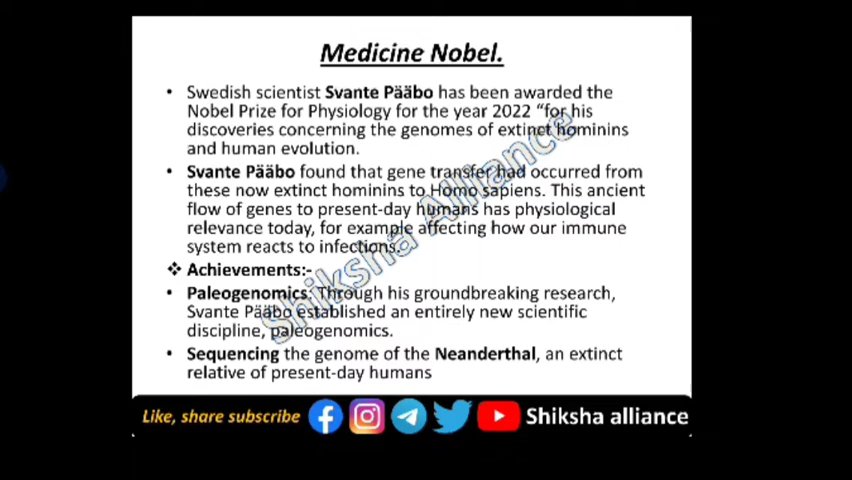 Medicine Nobel.
• Swedish scientist Svante Pääbo has been awarded the
Nobel Prize for Physiology for the year 2022 “for his
discoveries concerning the genomes of extinct hominins
and human evolution.
• Svante Pääbo found that gene transfer had occurred from
these now extinct hominins to Homo sapiens. This ancient
flow of genes to present-day humans has physiological
relevance today, for example affecting how our immune
system reacts to infections.
❖ Achievements:-
• Paleogenomics: Through his groundbreaking research,
Svante Pääbo established an entirely new scientific
discipline, paleogenomics.
• Sequencing the genome of the Neanderthal, an extinct
relative of present-day humans
Shiksha Alliance
Like, share subscribe Shiksha alliance